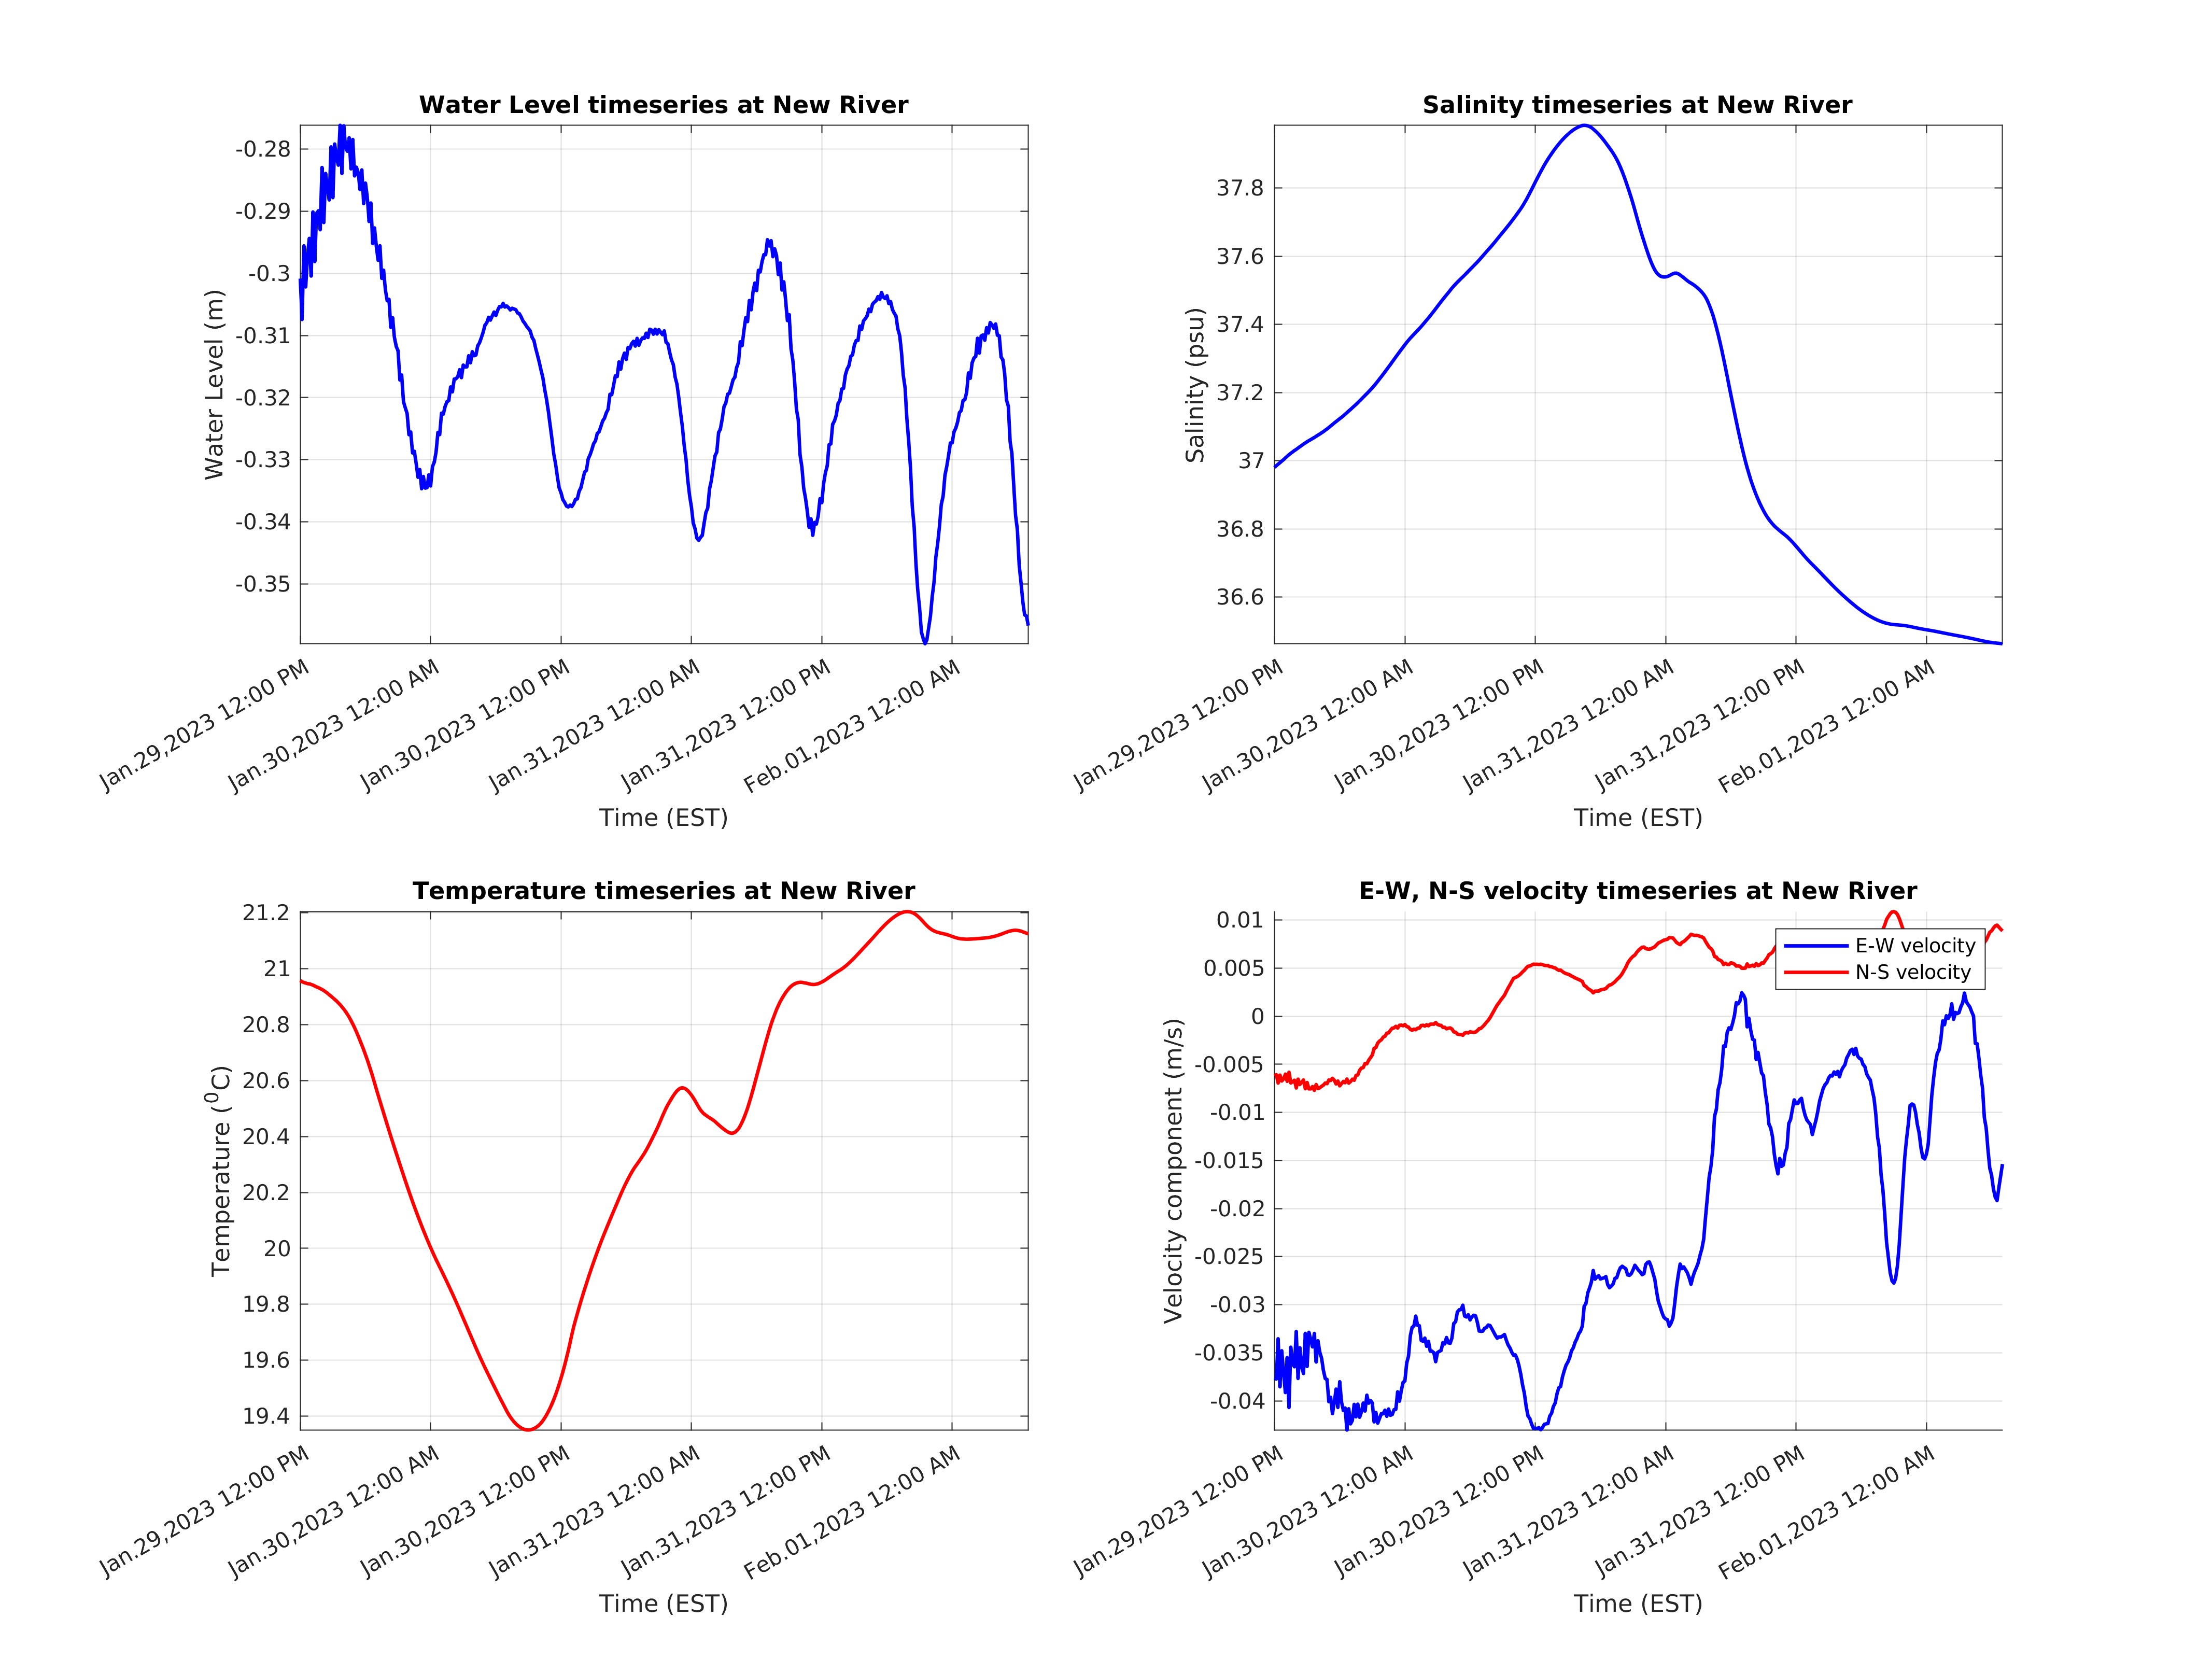 Water Level timeseries at New River
Water Level (m)
-0.28
-0.29
-0.3
-0.31
-0.32
-0.33
-0.34
-0.35
Jan.29,2023 12:00 PM
Jan.30,2023 12:00 AM
Jan.30,2023 12:00 PM
Jan.31,2023 12:00 AM
Jan.31,2023 12:00 PM
Feb.01,2023 12:00 AM
Time (EST)
Salinity timeseries at New River
Salinity (psu)
37.8
37.6
37.4
37.2
37
36.8
36.6
Jan.29,2023 12:00 PM
Jan.30,2023 12:00 AM
Jan.30,2023 12:00 PM
Jan.31,2023 12:00 AM
Jan.31,2023 12:00 PM
Feb.01,2023 12:00 AM
Time (EST)
Temperature timeseries at New River
Temperature (⁰C)
21.2
21
20.8
20.6
20.4
20.2
20
19.8
19.6
19.4
Jan.29,2023 12:00 PM
Jan.30,2023 12:00 AM
Jan.30,2023 12:00 PM
Jan.31,2023 12:00 AM
Jan.31,2023 12:00 PM
Feb.01,2023 12:00 AM
Time (EST)
E-W, N-S velocity timeseries at New River
Velocity component (m/s)
0.01
0.005
0
-0.005
-0.01
-0.015
-0.02
-0.025
-0.03
-0.035
-0.04
E-W velocity
N-S velocity
Jan.29,2023 12:00 PM
Jan.30,2023 12:00 AM
Jan.30,2023 12:00 PM
Jan.31,2023 12:00 AM
Jan.31,2023 12:00 PM
Feb.01,2023 12:00 AM
Time (EST)